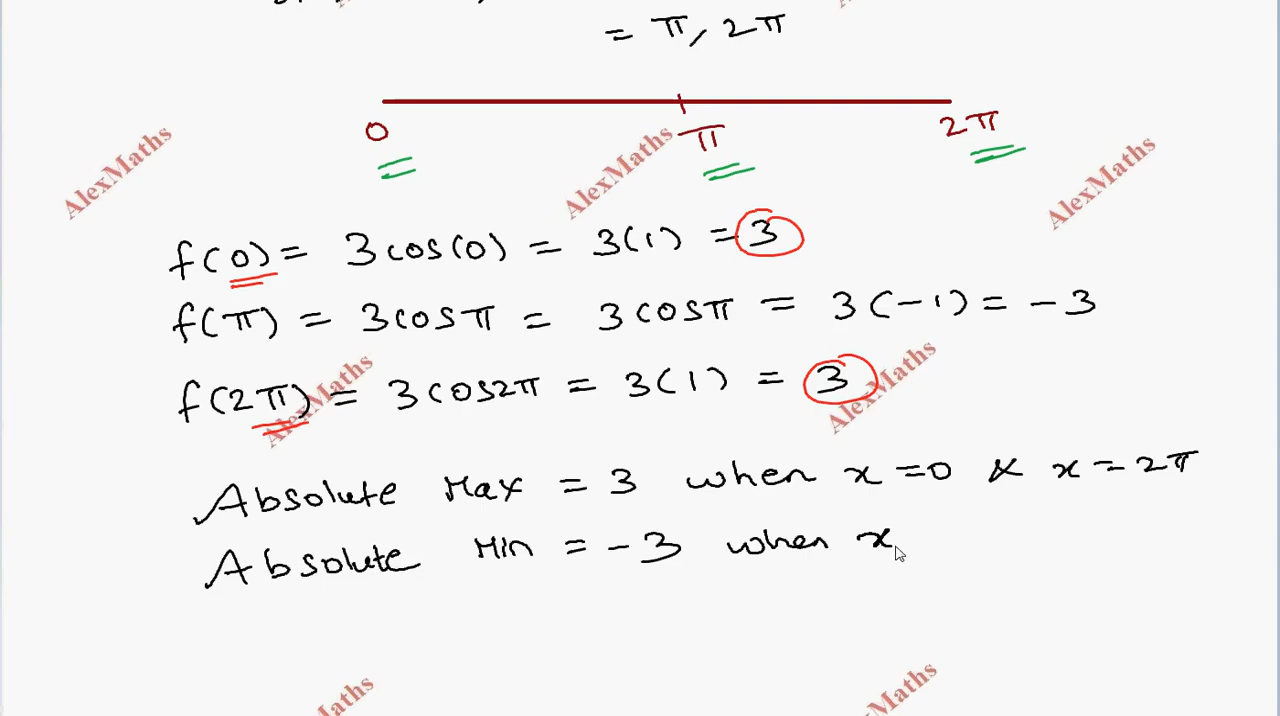 = π, 2π
0 π 2π
f(0) = 3cos(0) = 3(1) = 3
f(π) = 3cosπ = 3cosπ = 3(-1) = -3
f(2π) = 3cos2π = 3(1) = 3
Absolute Max = 3 when x=0 & x=2π
Absolute Min = -3 when x
AlexMaths
AlexMaths
AlexMaths
AlexMaths
AlexMaths